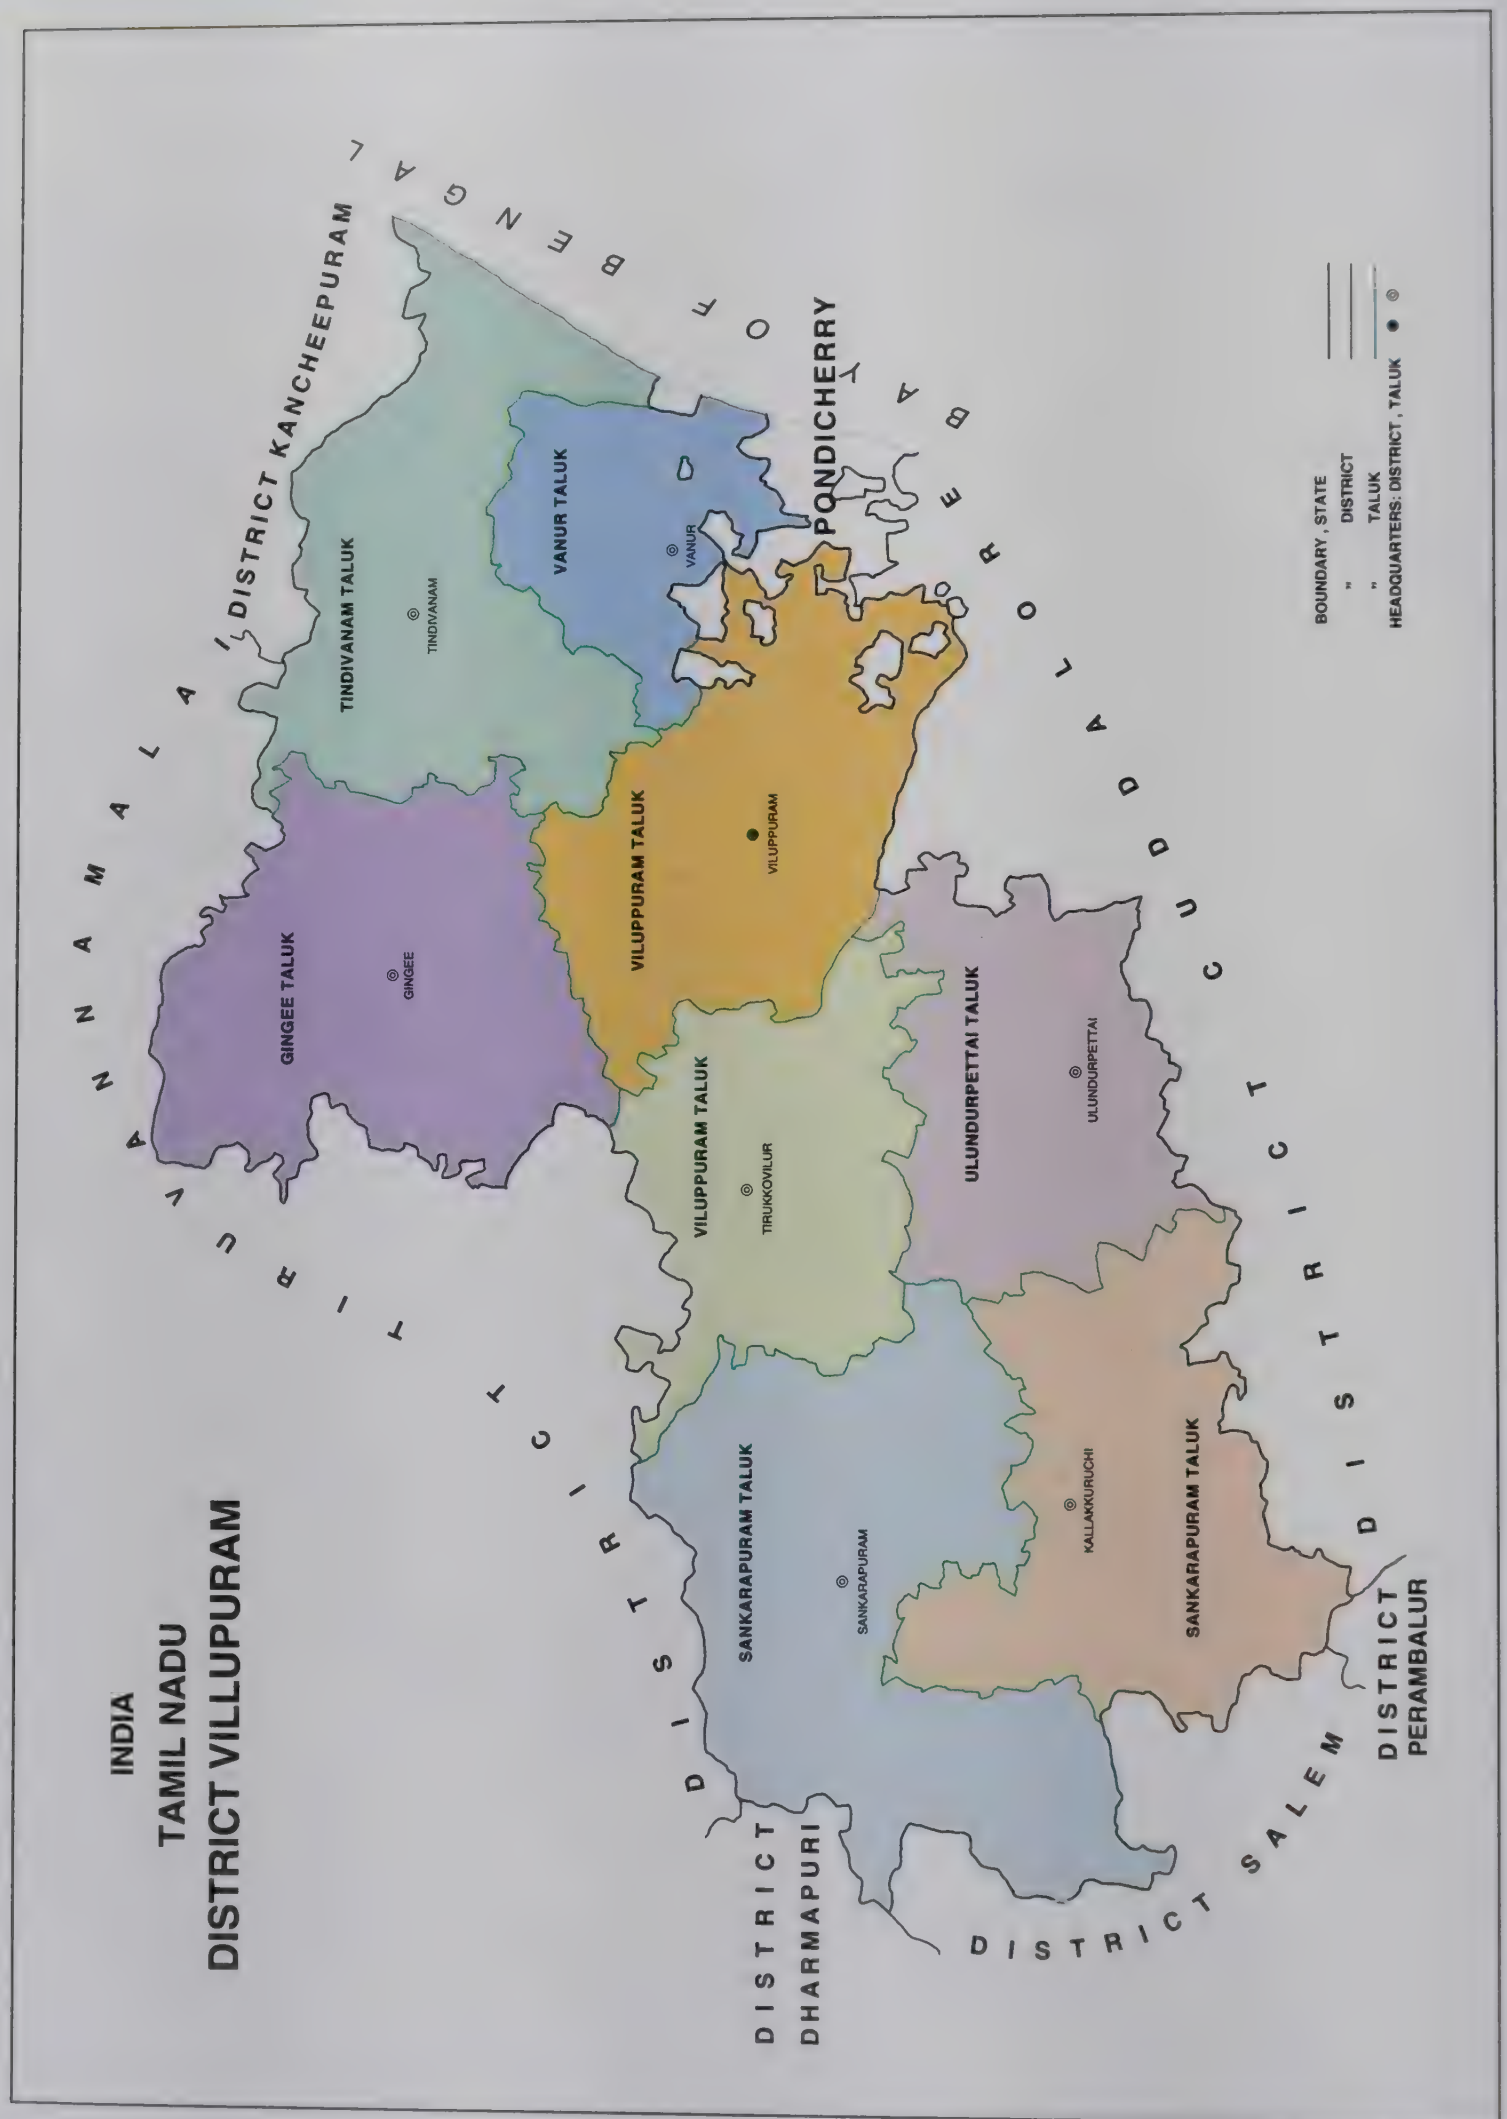 INDIA
TAMIL NADU
DISTRICT VILLUPURAM
DISTRICT TIRUVANNAMALAI
DISTRICT KANCHEEPURAM
BAY OF BENGAL
PONDICHERRY
GINGEE TALUK
GINGEE
TINDIVANAM TALUK
TINDIVANAM
VANUR TALUK
VANUR
VILUPPURAM TALUK
VILUPPURAM
VILUPPURAM TALUK
TIRUKKOVILUR
ULUNDURPETTAI TALUK
ULUNDURPETTAI
SANKARAPURAM TALUK
SANKARAPURAM
KALLAKKURUCHI
SANKARAPURAM TALUK
DISTRICT
DHARMAPURI
DISTRICT SALEM
DISTRICT
PERAMBALUR
DISTRICT CUDDALORE
BOUNDARY, STATE
" DISTRICT
" TALUK
HEADQUARTERS: DISTRICT, TALUK